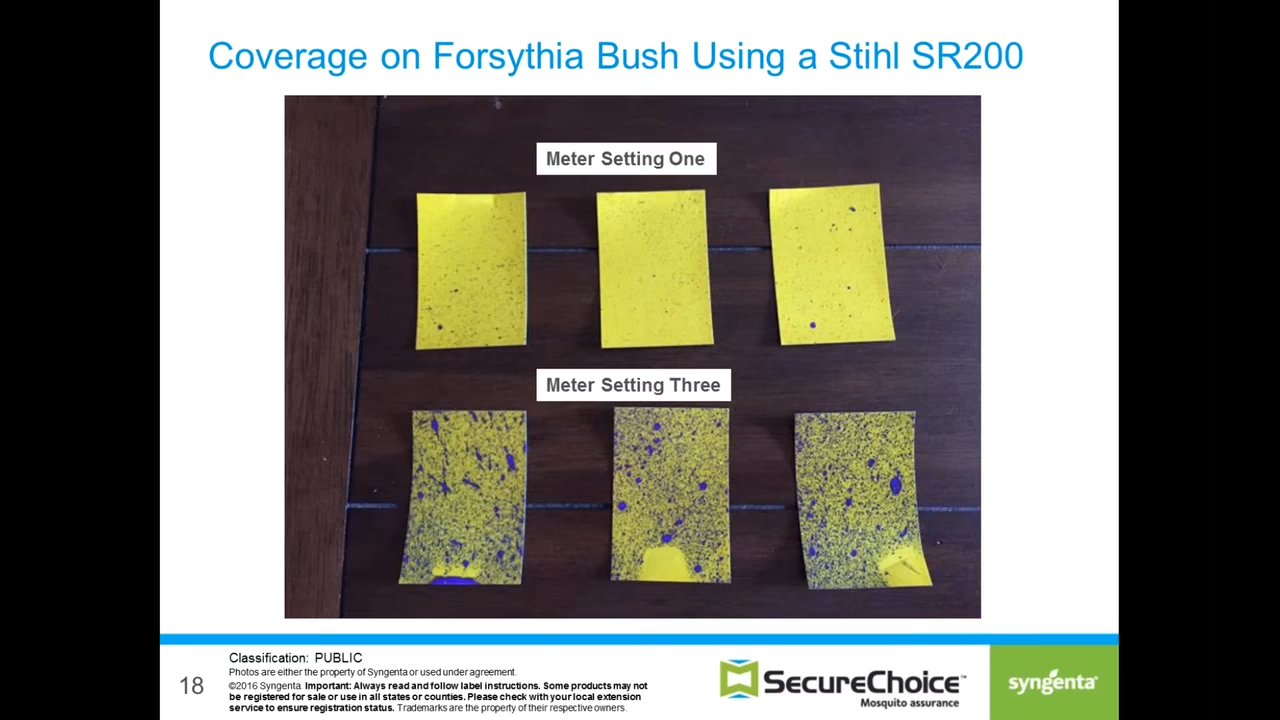 Coverage on Forsythia Bush Using a Stihl SR200
Meter Setting One
Meter Setting Three
18
Classification: PUBLIC
Photos are either the property of Syngenta or used under agreement.
©2016 Syngenta. Important: Always read and follow label instructions. Some products may not
be registered for sale or use in all states or counties. Please check with your local extension
service to ensure registration status. Trademarks are the property of their respective owners.
SecureChoice™
Mosquito assurance
syngenta®